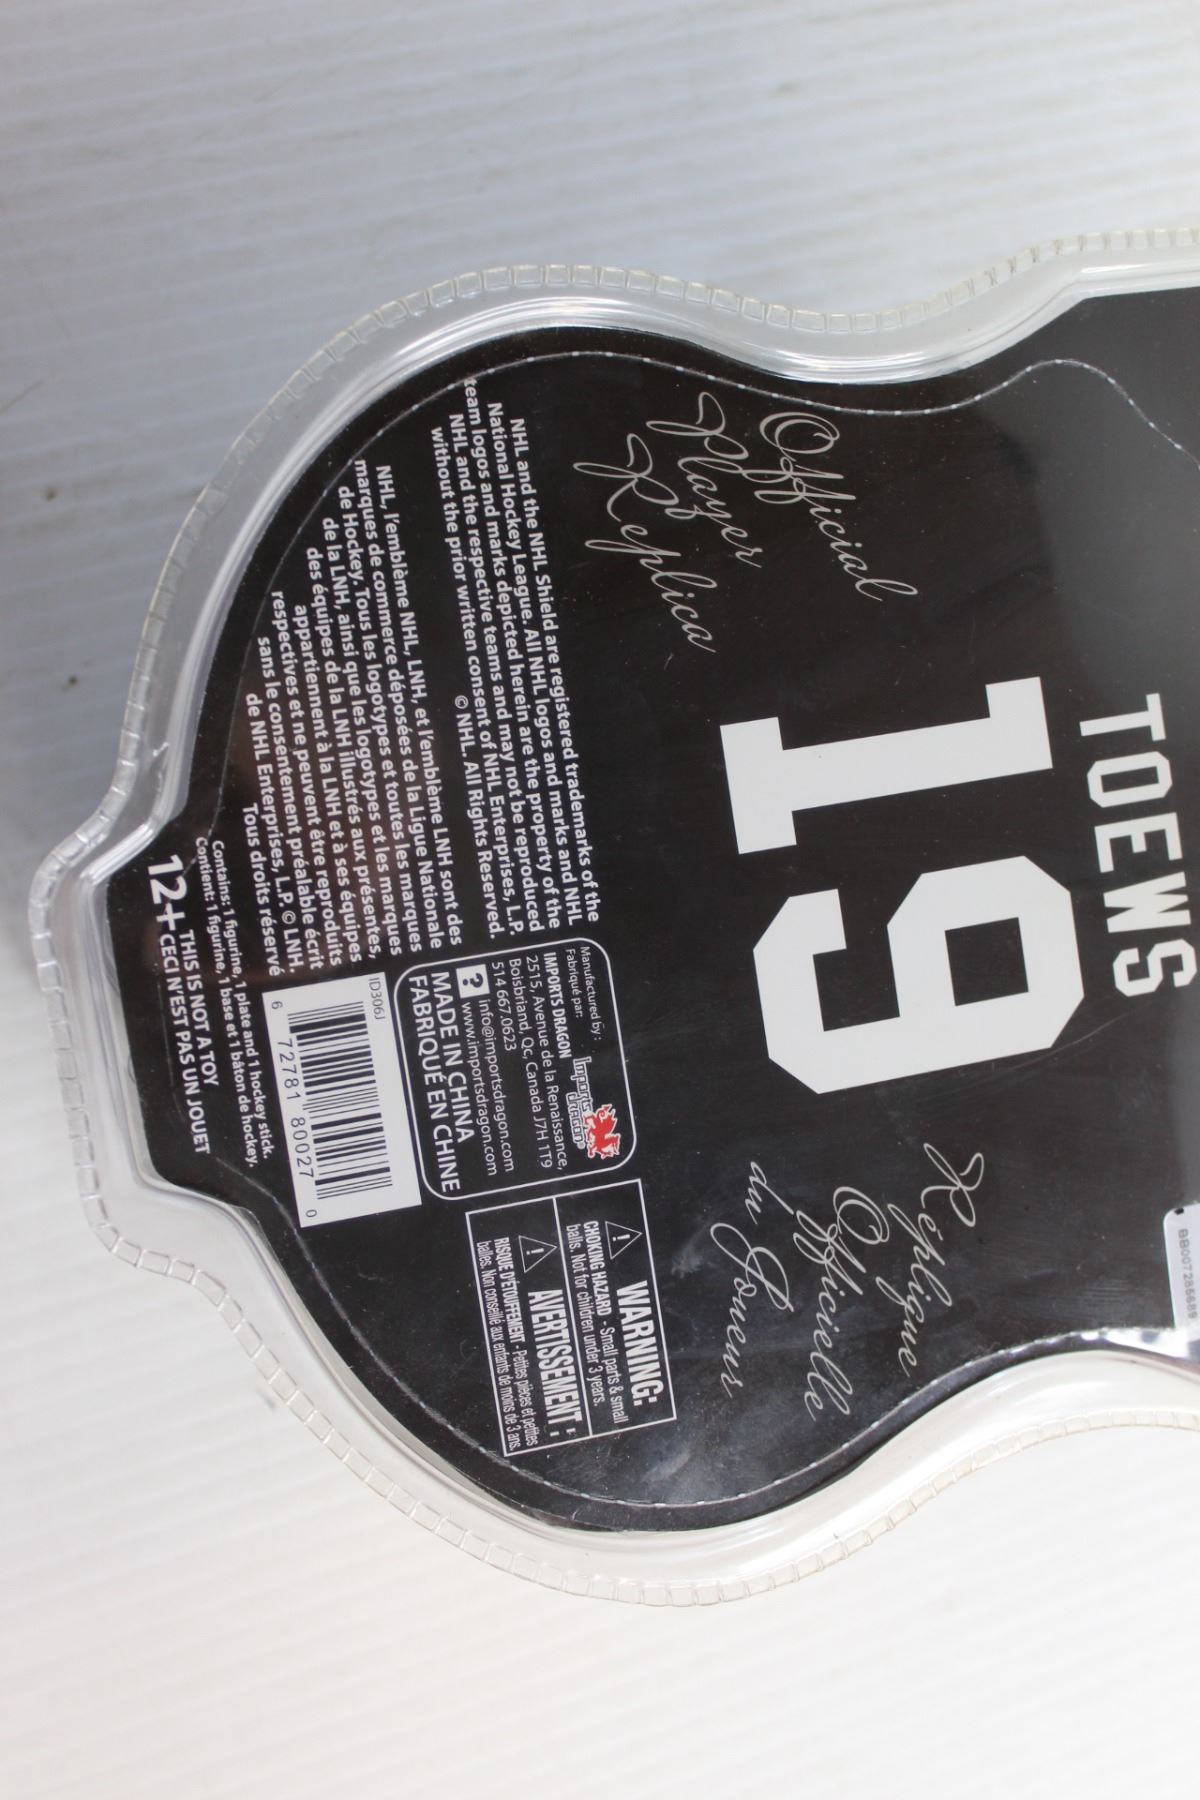 TOEWS
19
Official
Player
Replica
Réplique
Officielle
du Joueur
NHL and the NHL Shield are registered trademarks of the
National Hockey League. All NHL logos and marks and NHL
team logos and marks depicted herein are the property of the
NHL and the respective teams and may not be reproduced
without the prior written consent of NHL Enterprises, L.P.
© NHL. All Rights Reserved.
NHL, l'emblème NHL, LNH, et l'emblème LNH sont des
marques de commerce déposées de la Ligue Nationale
de Hockey. Tous les logotypes et toutes les marques
de la LNH, ainsi que les logotypes et les marques
des équipes de la LNH illustrés aux présentes,
appartiennent à la LNH et à ses équipes
respectives et ne peuvent être reproduits
sans le consentement préalable écrit
de NHL Enterprises, L.P. © LNH.
Tous droits réservé
Manufactured by:
Fabriqué par:
Imports
DRAGON
IMPORTS DRAGON
2515, Avenue de la Renaissance,
Boisbriand, Qc, Canada J7H 1T9
514 667.0623
? info@importsdragon.com
www.importsdragon.com
MADE IN CHINA
FABRIQUÉ EN CHINE
WARNING:
CHOKING HAZARD - Small parts & small
balls. Not for children under 3 years.
AVERTISSEMENT :
RISQUE D'ÉTOUFFEMENT - Petites pièces et petites
balles. Non conseillé aux enfants de moins de 3 ans.
ID306J
6 72781 80027 0
Contains: 1 figurine, 1 plate and 1 hockey stick.
Contient: 1 figurine, 1 base et 1 bâton de hockey.
12+
THIS IS NOT A TOY
CECI N'EST PAS UN JOUET